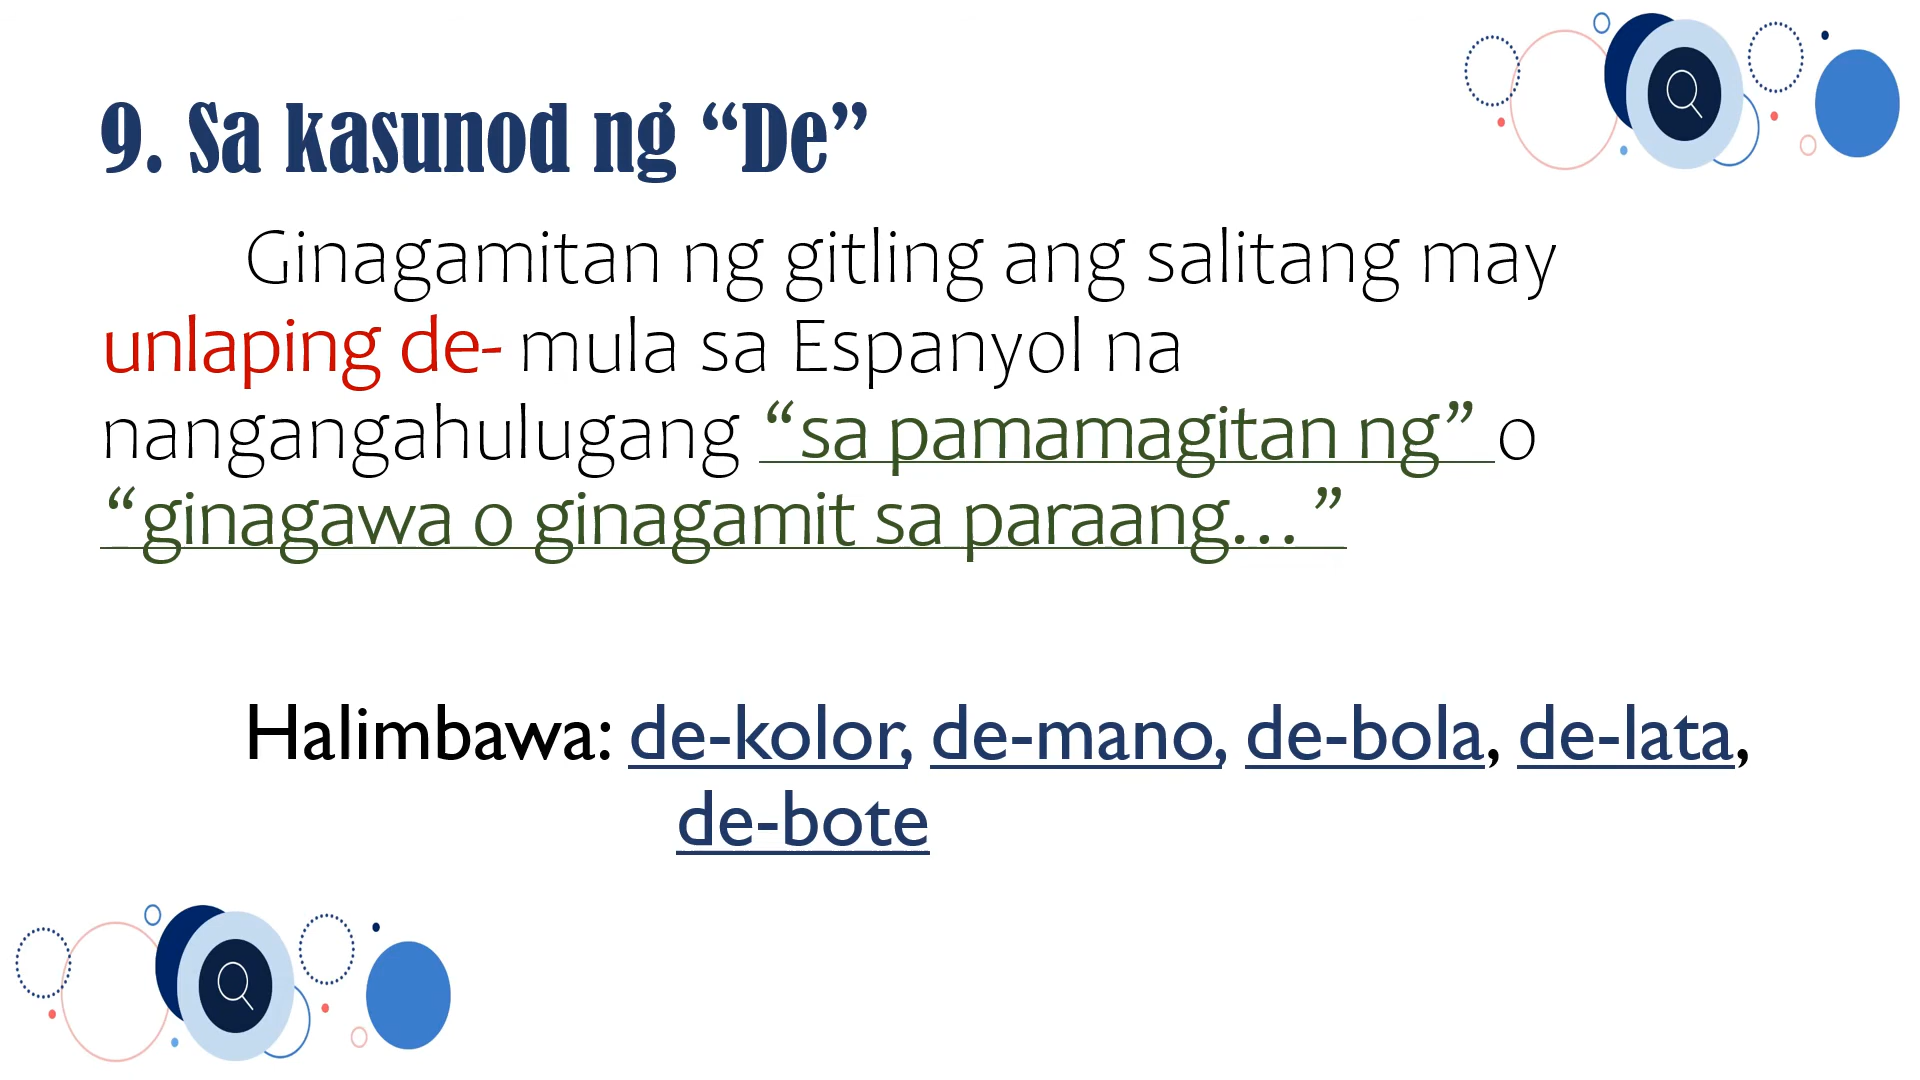 9. Sa kasunod ng “De”
Ginagamitan ng gitling ang salitang may
unlaping de- mula sa Espanyol na
nangangahulugang “sa pamamagitan ng” o
“ginagawa o ginagamit sa paraang…”
Halimbawa: de-kolor, de-mano, de-bola, de-lata,
de-bote